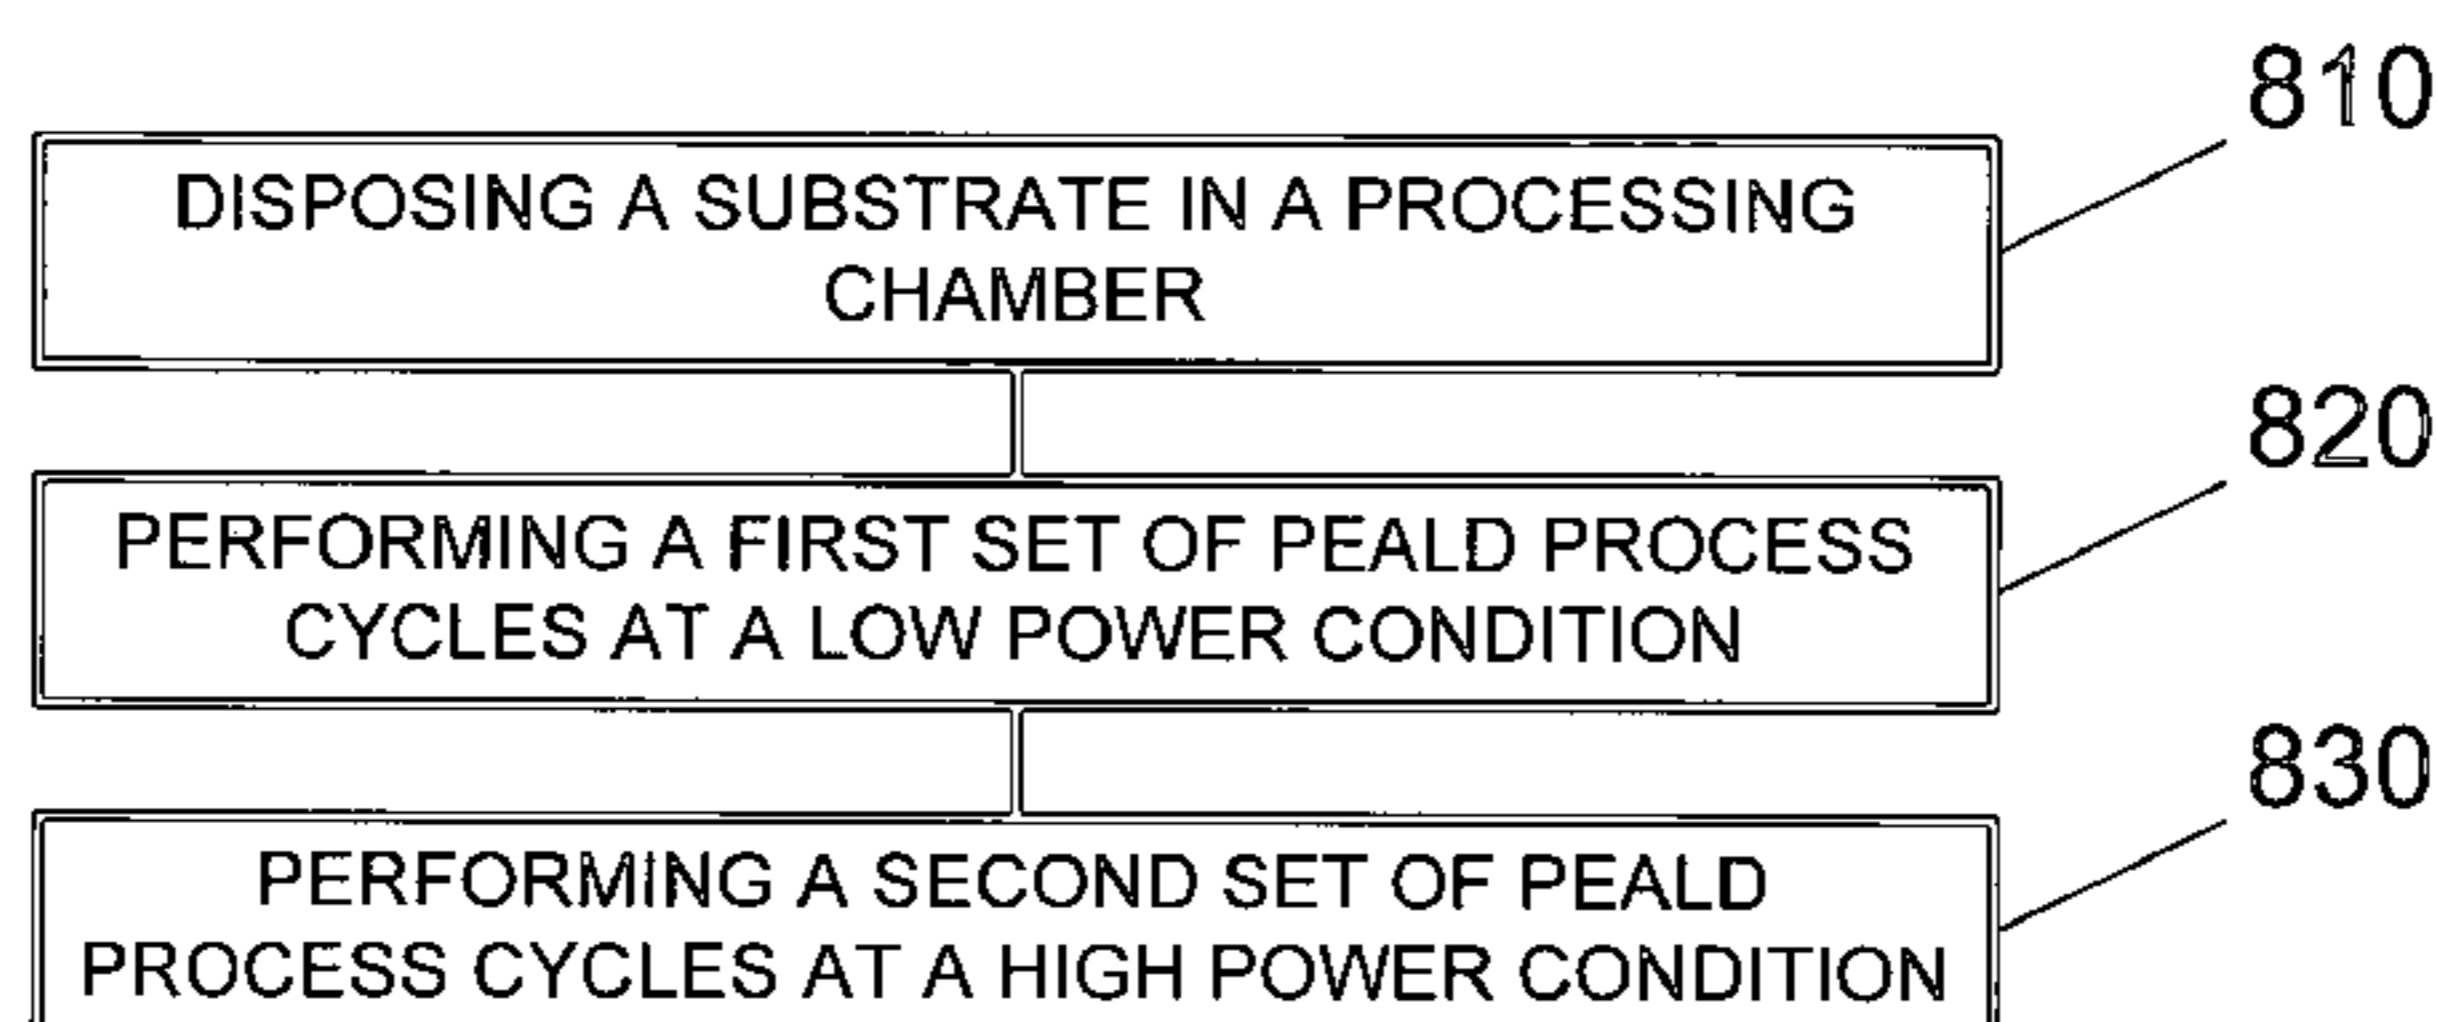 810
DISPOSING A SUBSTRATE IN A PROCESSING
CHAMBER
820
PERFORMING A FIRST SET OF PEALD PROCESS
CYCLES AT A LOW POWER CONDITION
830
PERFORMING A SECOND SET OF PEALD
PROCESS CYCLES AT A HIGH POWER CONDITION